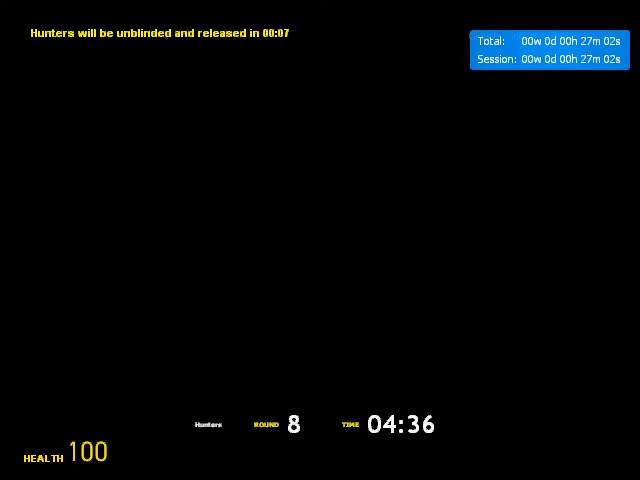 Hunters will be unblinded and released in 00:07
Total: 00w 0d 00h 27m 02s
Session: 00w 0d 00h 27m 02s
Hunters ROUND 8 TIME 04:36
HEALTH 100